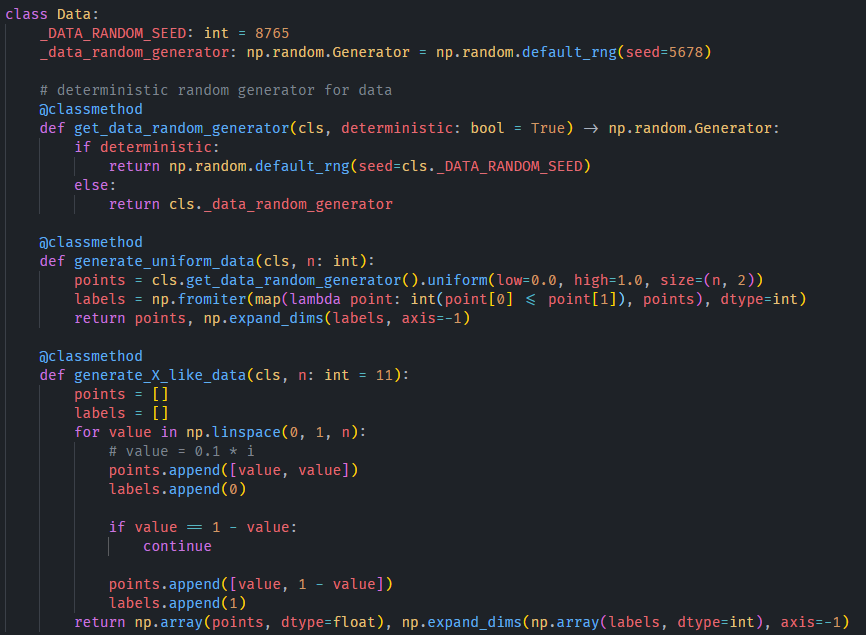 class Data:
    _DATA_RANDOM_SEED: int = 8765
    _data_random_generator: np.random.Generator = np.random.default_rng(seed=5678)

    # deterministic random generator for data
    @classmethod
    def get_data_random_generator(cls, deterministic: bool = True) -> np.random.Generator:
        if deterministic:
            return np.random.default_rng(seed=cls._DATA_RANDOM_SEED)
        else:
            return cls._data_random_generator

    @classmethod
    def generate_uniform_data(cls, n: int):
        points = cls.get_data_random_generator().uniform(low=0.0, high=1.0, size=(n, 2))
        labels = np.fromiter(map(lambda point: int(point[0] <= point[1]), points), dtype=int)
        return points, np.expand_dims(labels, axis=-1)

    @classmethod
    def generate_X_like_data(cls, n: int = 11):
        points = []
        labels = []
        for value in np.linspace(0, 1, n):
            # value = 0.1 * i
            points.append([value, value])
            labels.append(0)

            if value == 1 - value:
                continue

            points.append([value, 1 - value])
            labels.append(1)
        return np.array(points, dtype=float), np.expand_dims(np.array(labels, dtype=int), axis=-1)